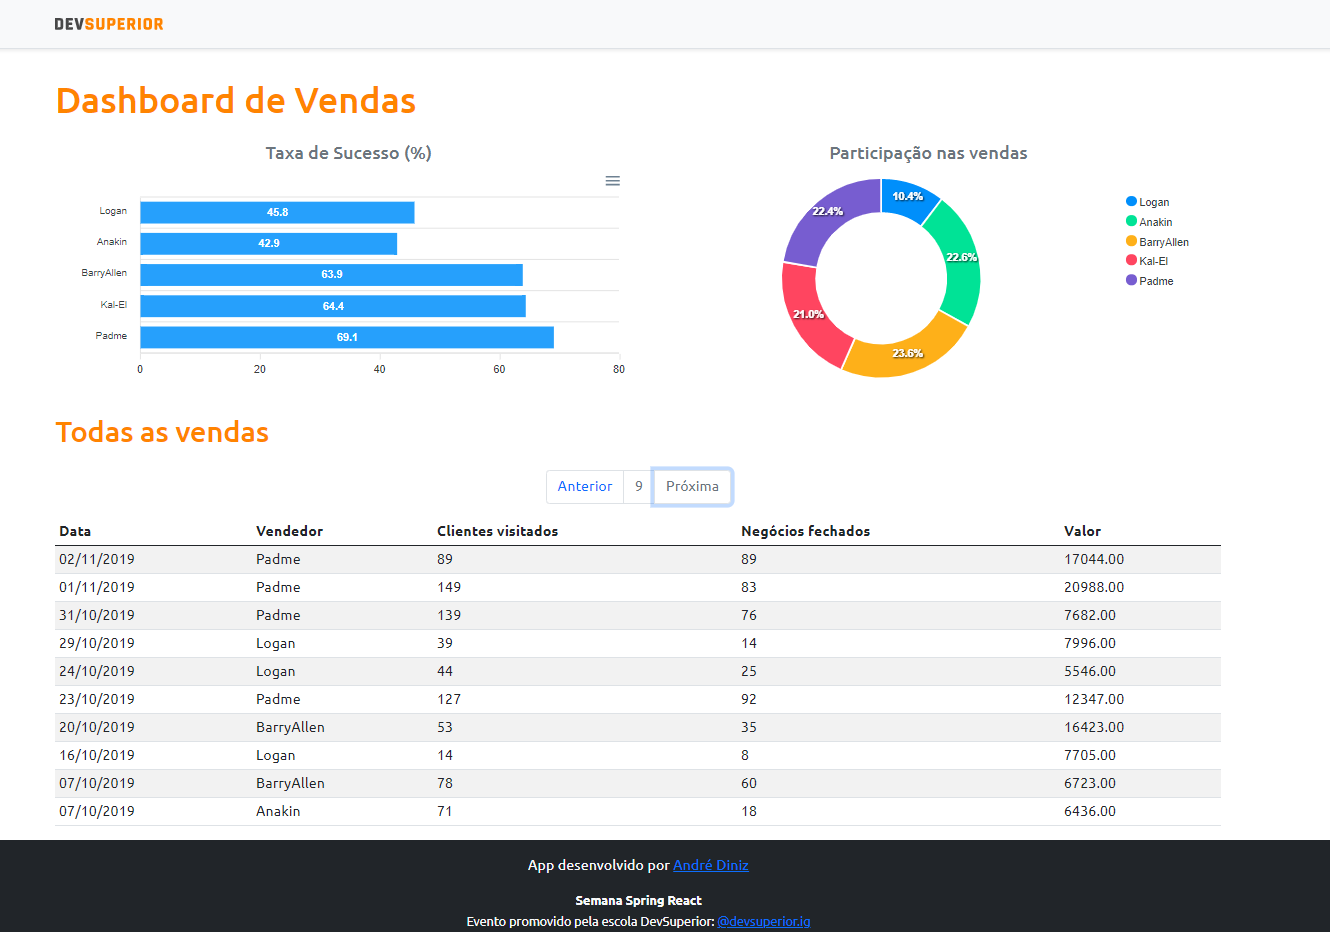 DEVSUPERIOR
Dashboard de Vendas
Taxa de Sucesso (%)
Logan 45.8
Anakin 42.9
BarryAllen 63.9
Kal-El 64.4
Padme 69.1
0 20 40 60 80
Participação nas vendas
10.4%
22.6%
23.6%
21.0%
22.4%
Logan
Anakin
BarryAllen
Kal-El
Padme
Todas as vendas
Anterior 9 Próxima
Data Vendedor Clientes visitados Negócios fechados Valor
02/11/2019 Padme 89 89 17044.00
01/11/2019 Padme 149 83 20988.00
31/10/2019 Padme 139 76 7682.00
29/10/2019 Logan 39 14 7996.00
24/10/2019 Logan 44 25 5546.00
23/10/2019 Padme 127 92 12347.00
20/10/2019 BarryAllen 53 35 16423.00
16/10/2019 Logan 14 8 7705.00
07/10/2019 BarryAllen 78 60 6723.00
07/10/2019 Anakin 71 18 6436.00
App desenvolvido por André Diniz
Semana Spring React
Evento promovido pela escola DevSuperior: @devsuperior.ig